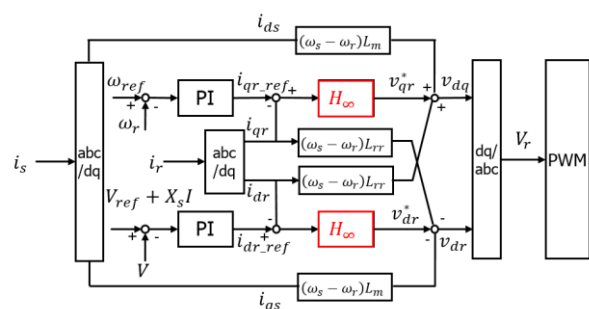 i_ds
(ω_s − ω_r)L_m
ω_ref
+
-
ω_r
PI
i_qr_ref
+
-
H_∞
v*_qr
+
+
v_dq
i_qr
(ω_s − ω_r)L_rr
i_s
abc
/dq
i_r
abc
/dq
dq/
abc
V_r
PWM
(ω_s − ω_r)L_rr
i_dr
V_ref + X_sI
+
-
V
PI
i_dr_ref
-
+
H_∞
v*_dr
-
-
v_dr
(ω_s − ω_r)L_m
i_qs